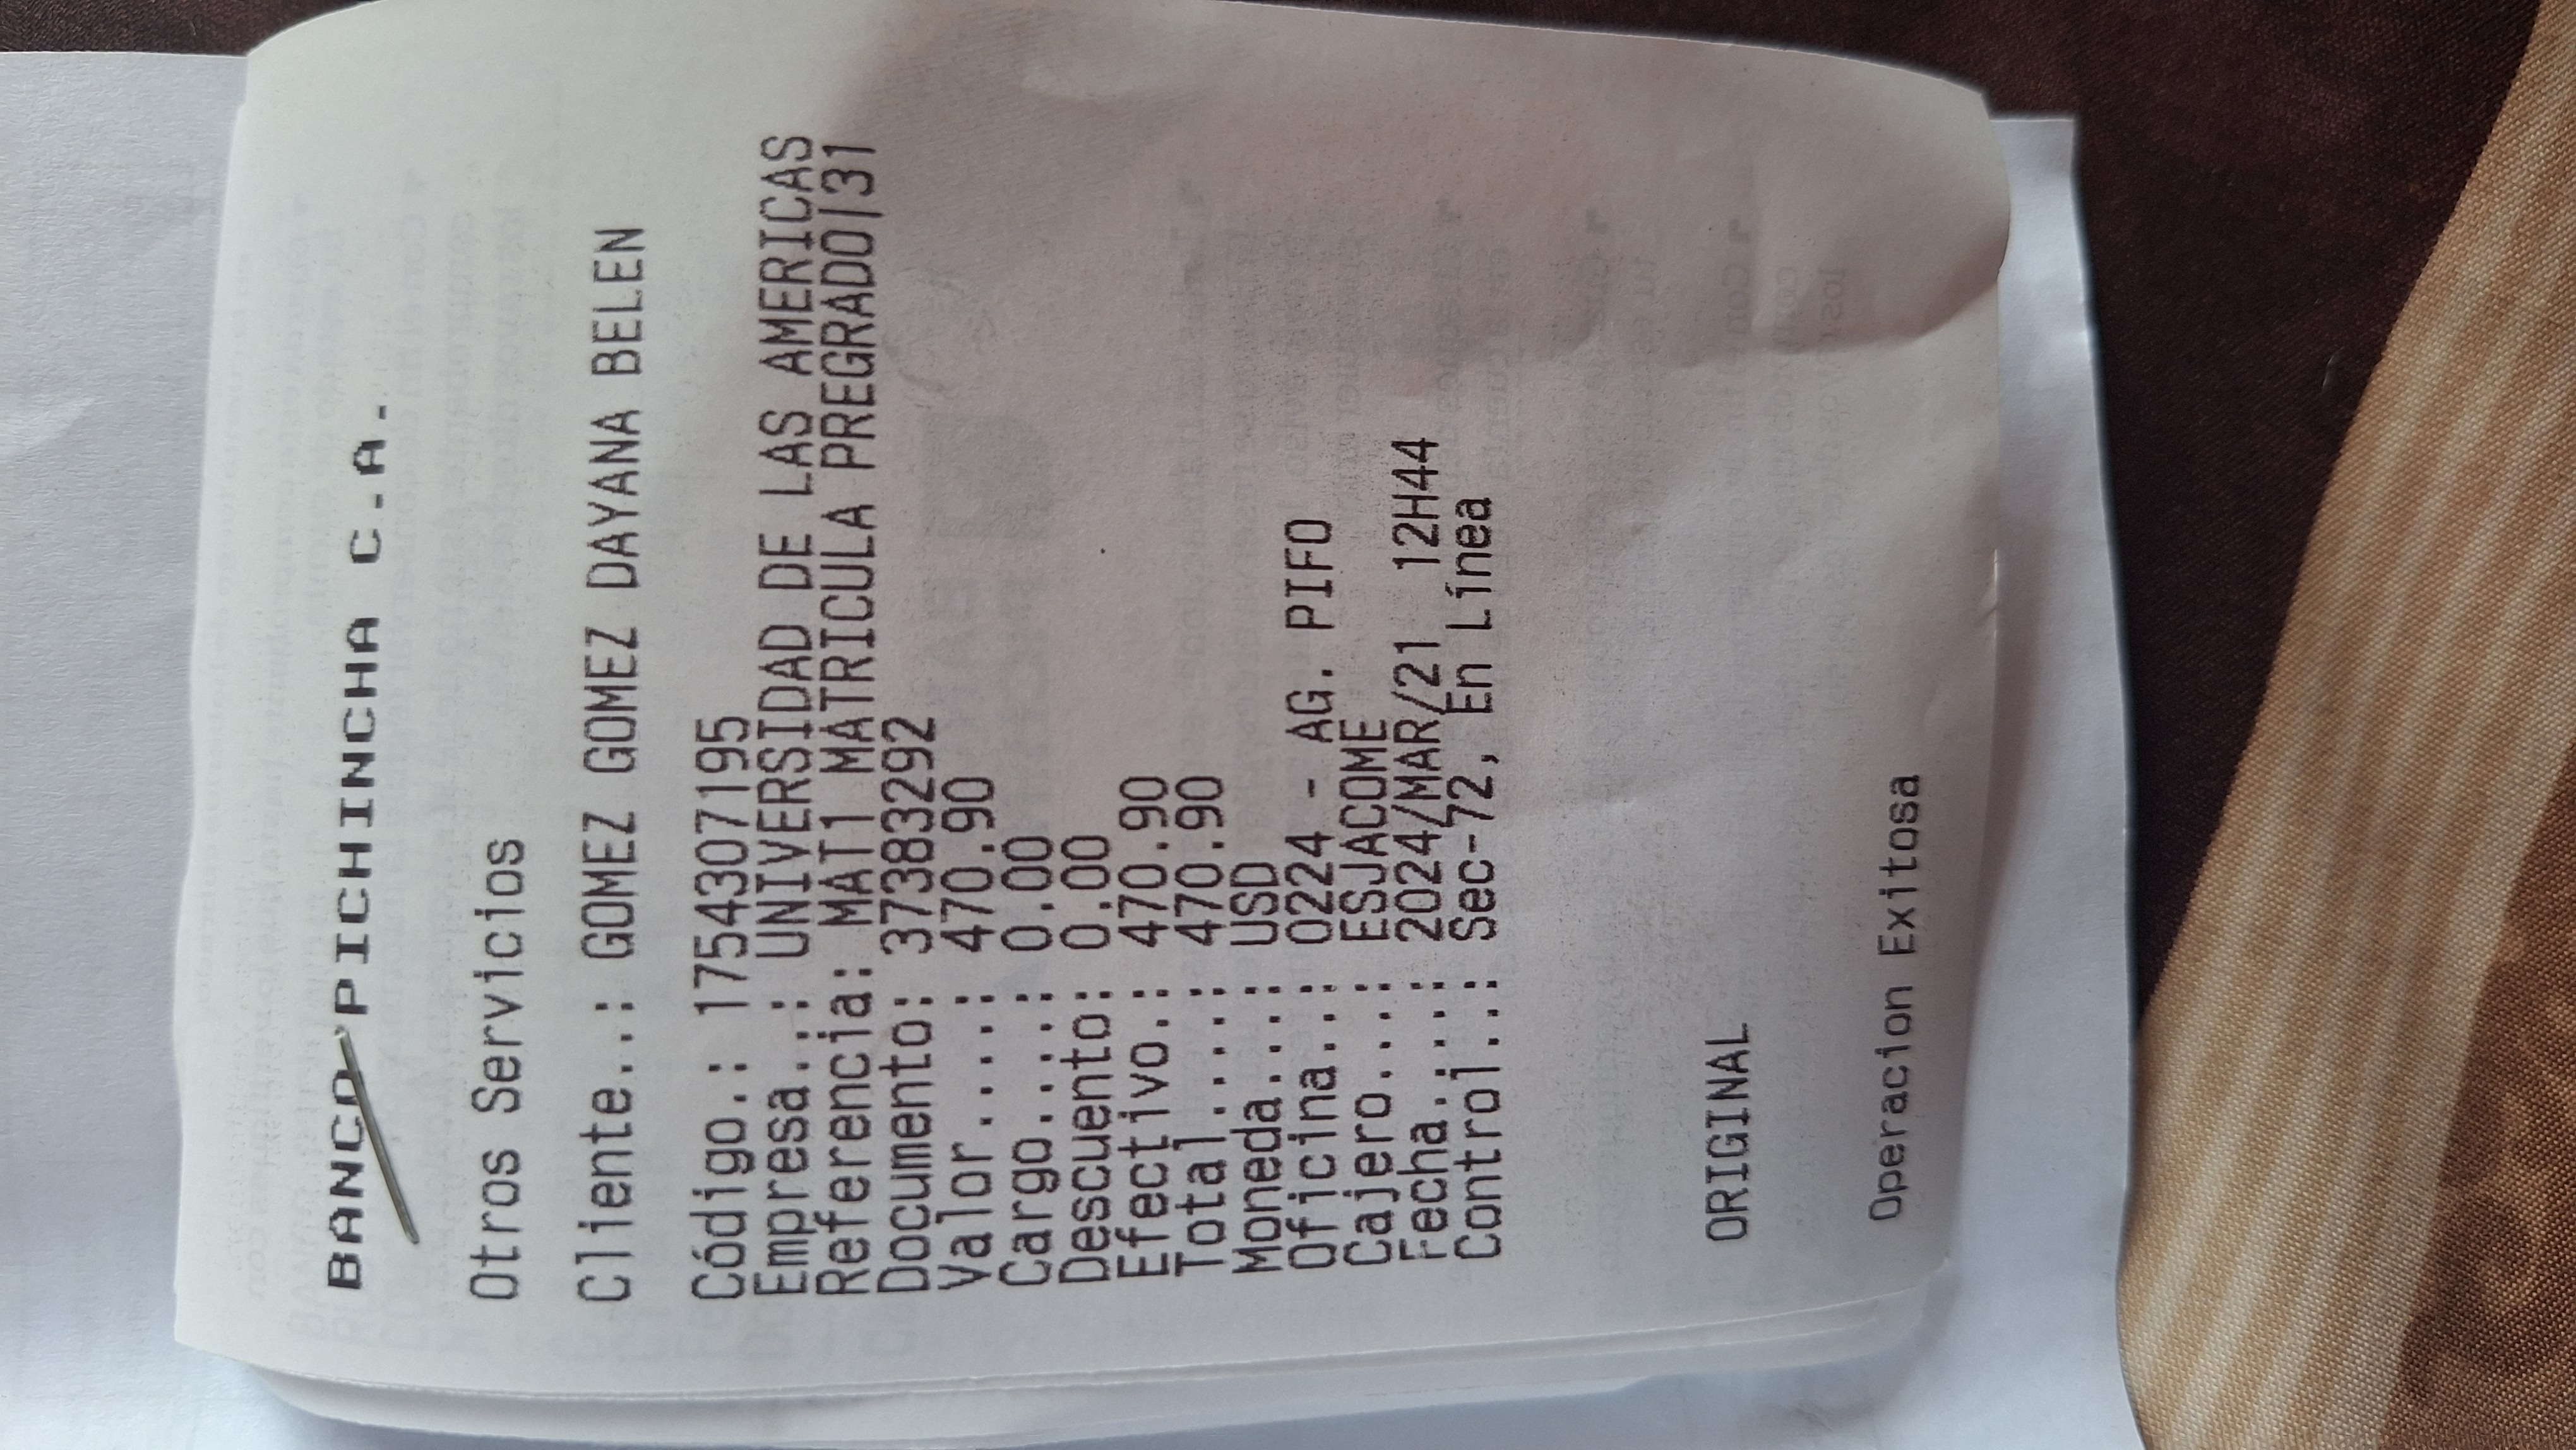 BANCO PICHINCHA C.A.
Otros Servicios
Cliente..: GOMEZ GOMEZ DAYANA BELEN
Código.: 1754307195
Empresa..: UNIVERSIDAD DE LAS AMERICAS
Referencia: MAT1 MATRICULA PREGRADO|31
Documento: 37383292
Valor.....: 470.90
Cargo....: 0.00
Descuento: 0.00
Efectivo.: 470.90
Total.....: 470.90
Moneda....: USD
Oficina...: 0224 - AG. PIFO
Cajero....: ESJACOME
Fecha.....: 2024/MAR/21 12H44
Control..: Sec-72, En Línea
ORIGINAL
Operacion Exitosa